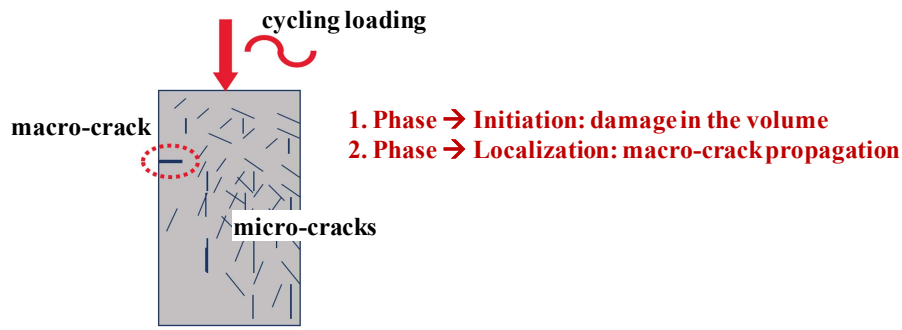 cycling loading
macro-crack
1. Phase → Initiation: damage in the volume
2. Phase → Localization: macro-crack propagation
micro-cracks